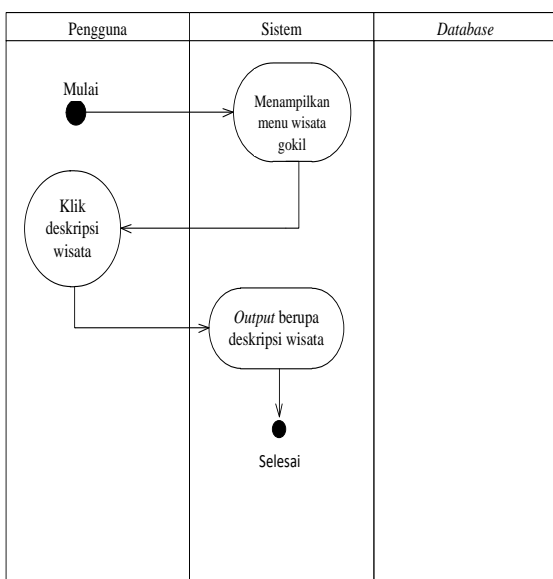 Pengguna
Sistem
Database
Mulai
Menampilkan
menu wisata
gokil
Klik
deskripsi
wisata
Output berupa
deskripsi wisata
Selesai